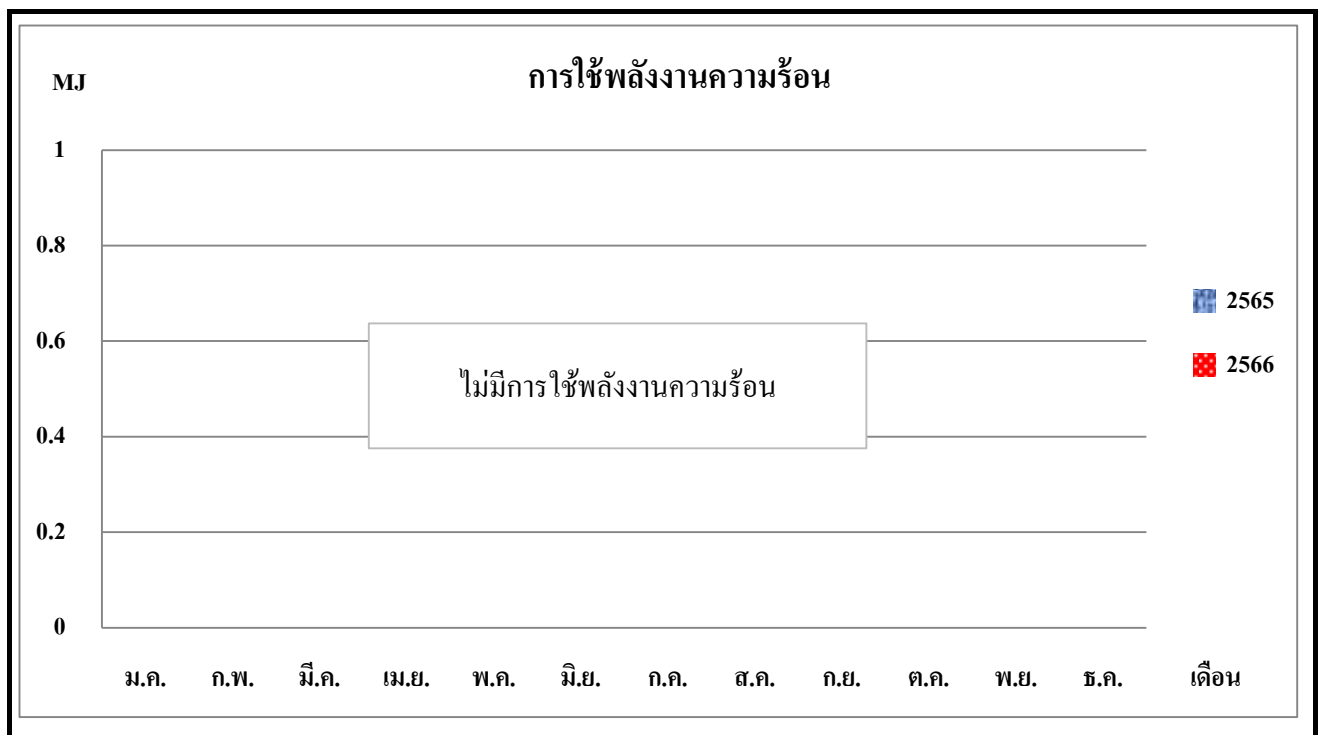 การใช้พลังงานความร้อน
MJ
1
0.8
0.6
0.4
0.2
0
ไม่มีการใช้พลังงานความร้อน
2565
2566
ม.ค. ก.พ. มี.ค. เม.ย. พ.ค. มิ.ย. ก.ค. ส.ค. ก.ย. ต.ค. พ.ย. ธ.ค. เดือน